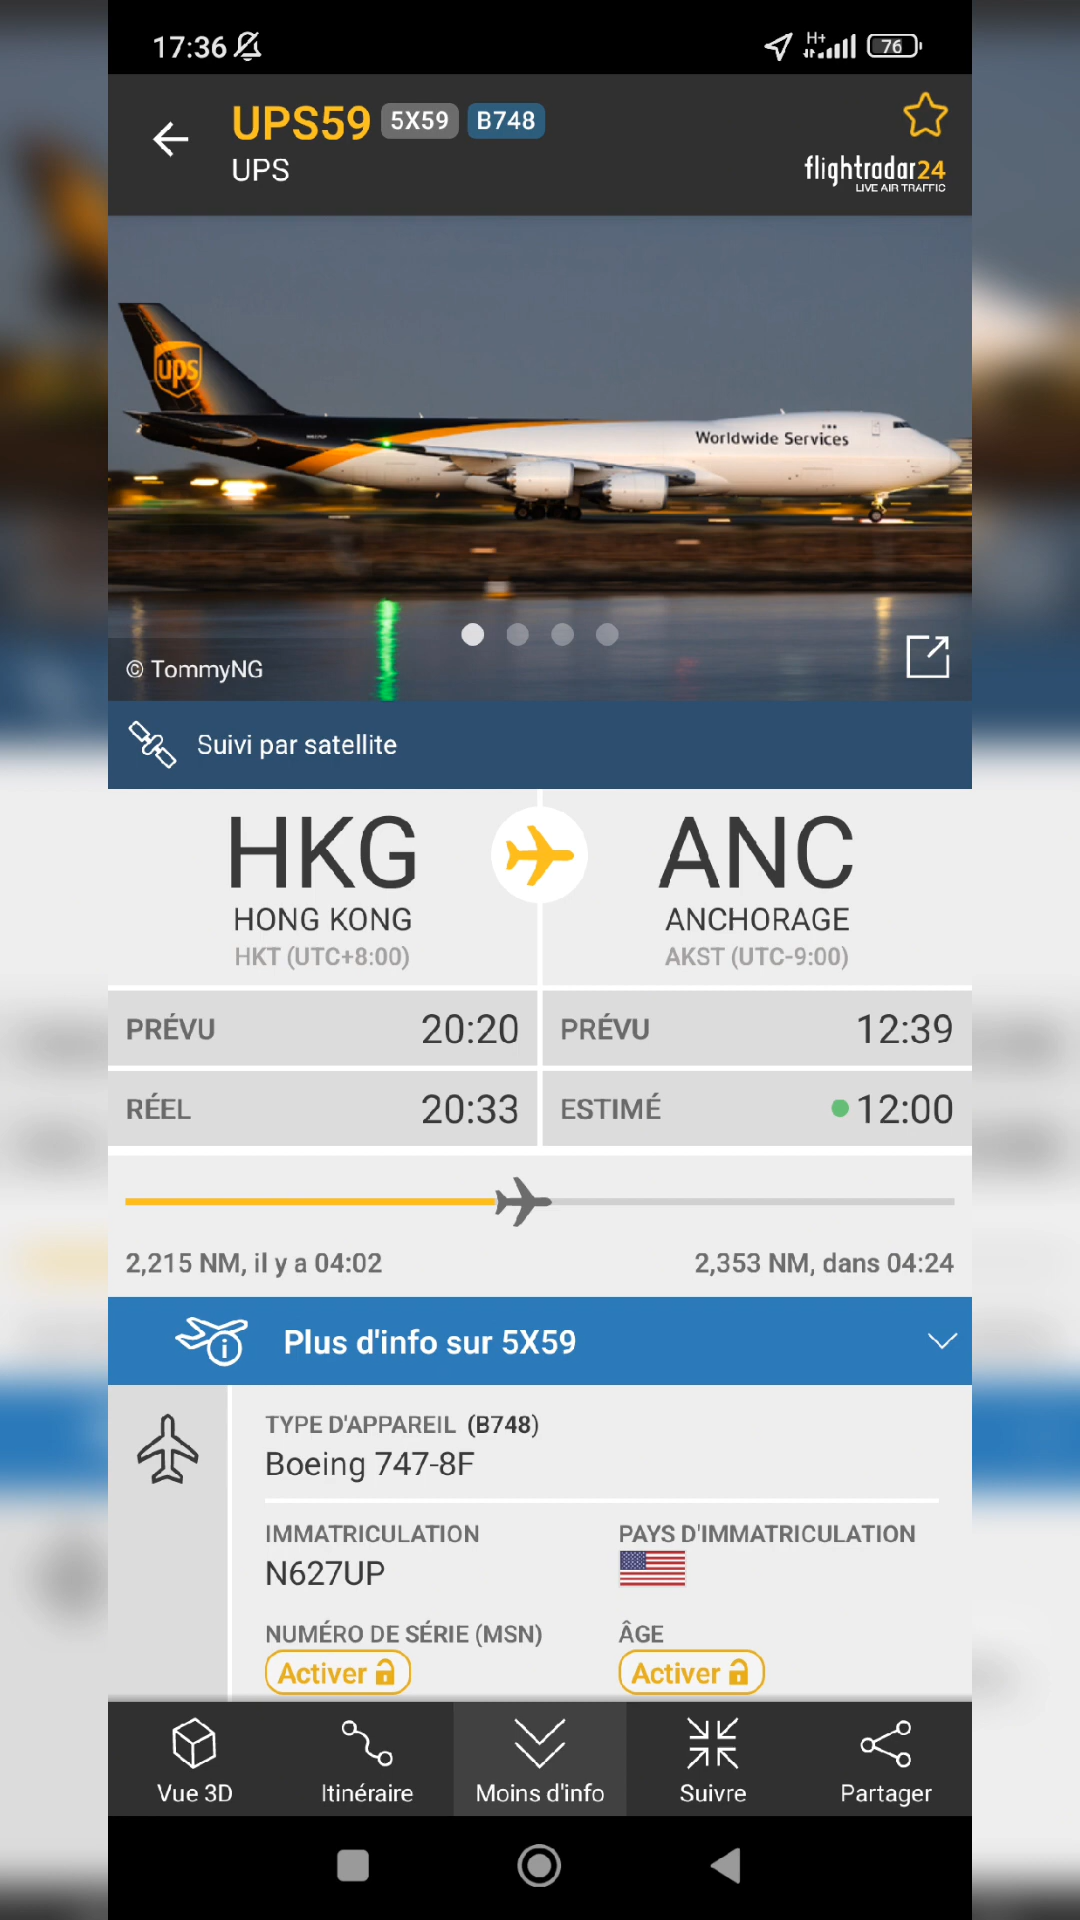 17:36
H+
76
UPS59 5X59 B748
UPS
flightradar24
LIVE AIR TRAFFIC
ups
Worldwide Services
© TommyNG
Suivi par satellite
HKG
HONG KONG
HKT (UTC+8:00)
ANC
ANCHORAGE
AKST (UTC-9:00)
PRÉVU 20:20
PRÉVU 12:39
RÉEL 20:33
ESTIMÉ 12:00
2,215 NM, il y a 04:02
2,353 NM, dans 04:24
Plus d'info sur 5X59
TYPE D'APPAREIL (B748)
Boeing 747-8F
IMMATRICULATION
N627UP
PAYS D'IMMATRICULATION
NUMÉRO DE SÉRIE (MSN)
Activer
ÂGE
Activer
Vue 3D
Itinéraire
Moins d'info
Suivre
Partager